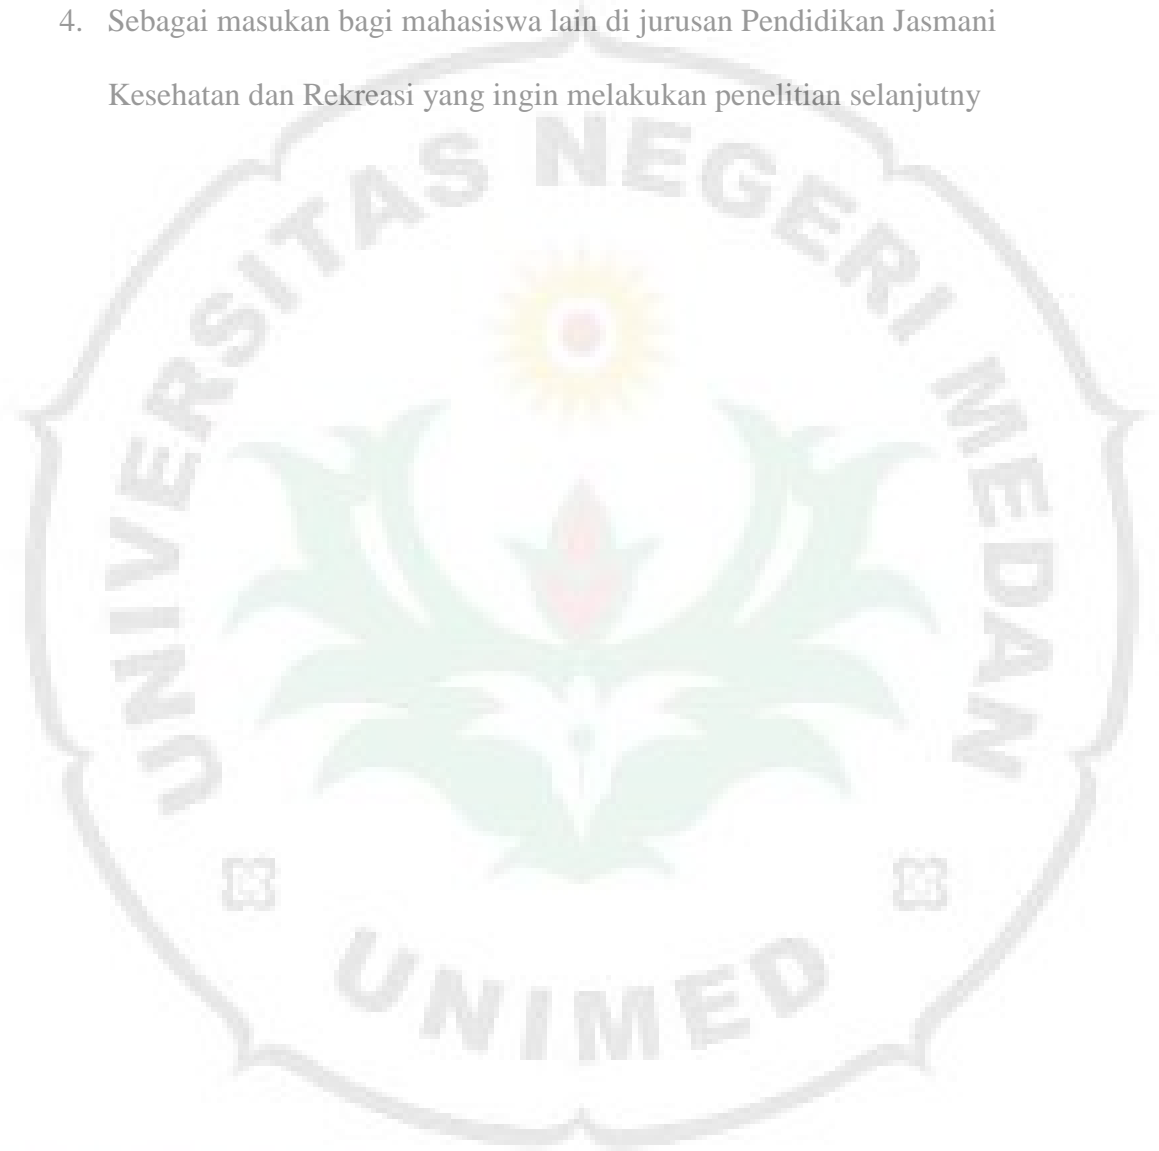 4. Sebagai masukan bagi mahasiswa lain di jurusan Pendidikan Jasmani
Kesehatan dan Rekreasi yang ingin melakukan penelitian selanjutny
UNIVERSITAS NEGERI MEDAN
UNIMED